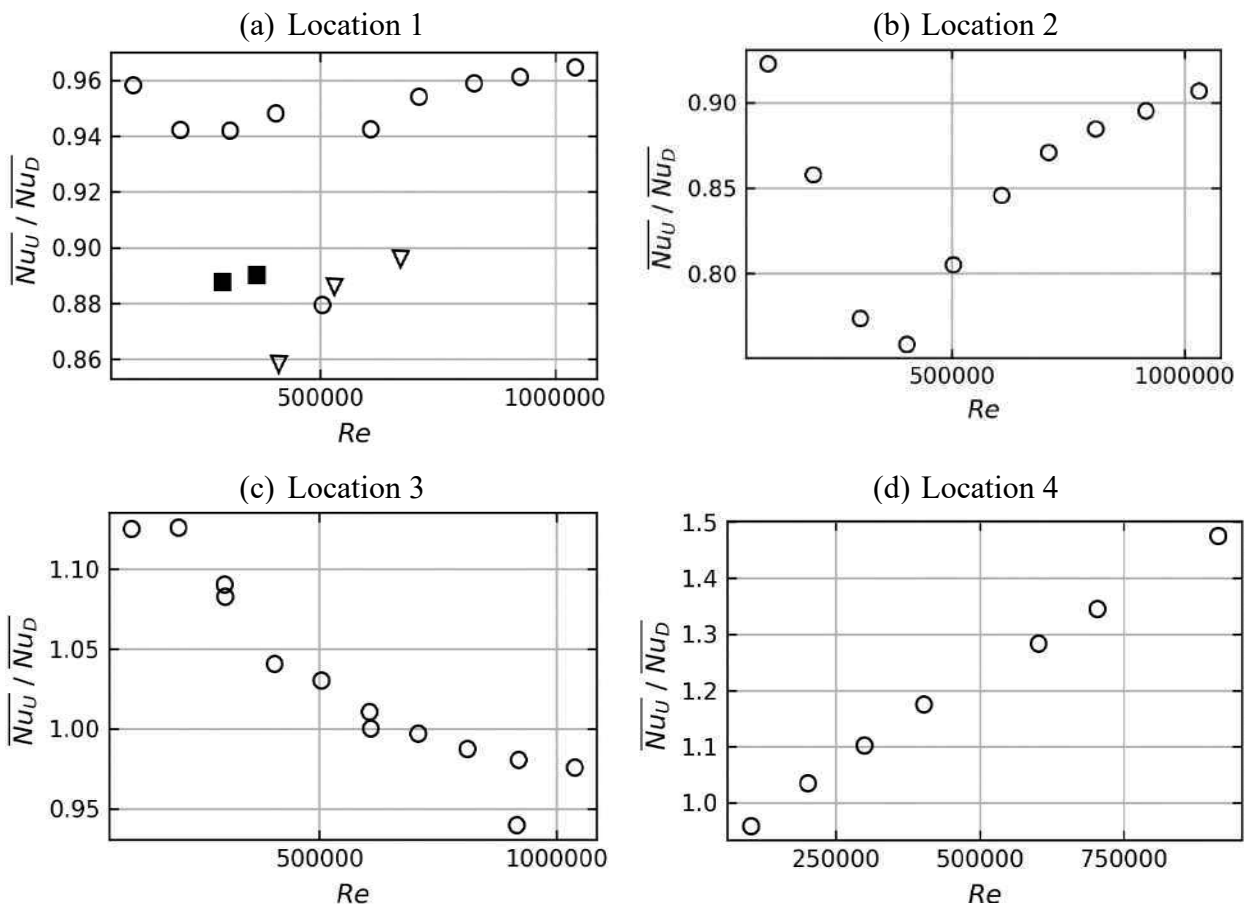 (a) Location 1
0.96
0.94
0.92
0.90
0.88
0.86
Nu_U / Nu_D
500000 1000000
Re
(b) Location 2
0.90
0.85
0.80
Nu_U / Nu_D
500000 1000000
Re
(c) Location 3
1.10
1.05
1.00
0.95
Nu_U / Nu_D
500000 1000000
Re
(d) Location 4
1.5
1.4
1.3
1.2
1.1
1.0
Nu_U / Nu_D
250000 500000 750000
Re